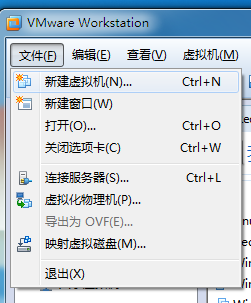 VMware Workstation
文件(F) 编辑(E) 查看(V) 虚拟机(M)
新建虚拟机(N)... Ctrl+N
新建窗口(W)
打开(O)... Ctrl+O
关闭选项卡(C) Ctrl+W
连接服务器(S)... Ctrl+L
虚拟化物理机(P)...
导出为 OVF(E)...
映射虚拟磁盘(M)...
退出(X)